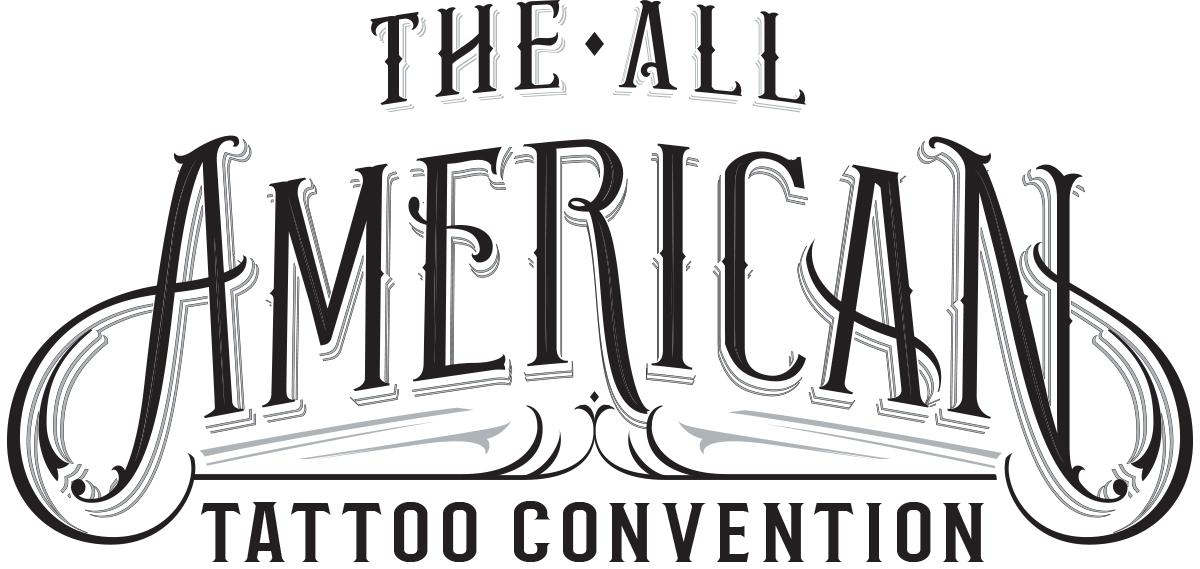 THE ♦ ALL
AMERICAN
TATTOO CONVENTION